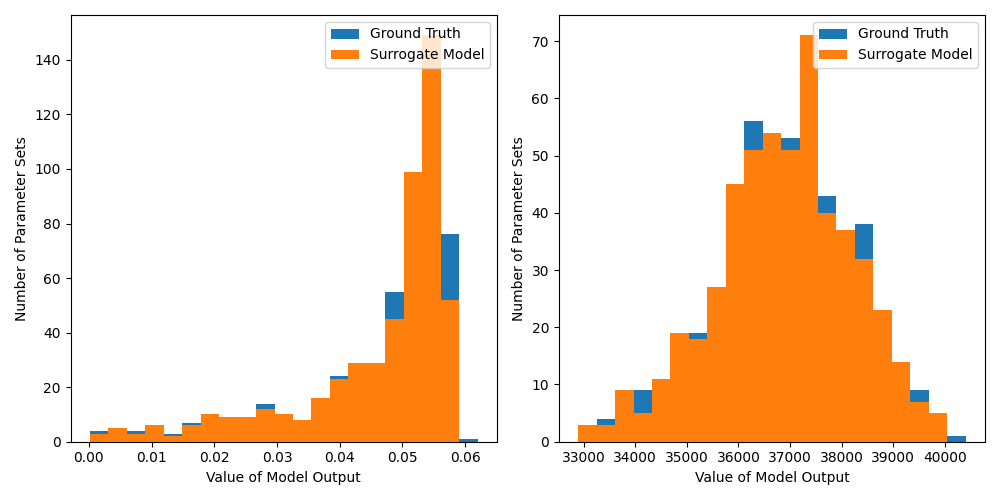 Ground Truth
Surrogate Model
140
120
100
80
60
40
20
0
Number of Parameter Sets
0.00 0.01 0.02 0.03 0.04 0.05 0.06
Value of Model Output
Ground Truth
Surrogate Model
70
60
50
40
30
20
10
0
Number of Parameter Sets
33000 34000 35000 36000 37000 38000 39000 40000
Value of Model Output